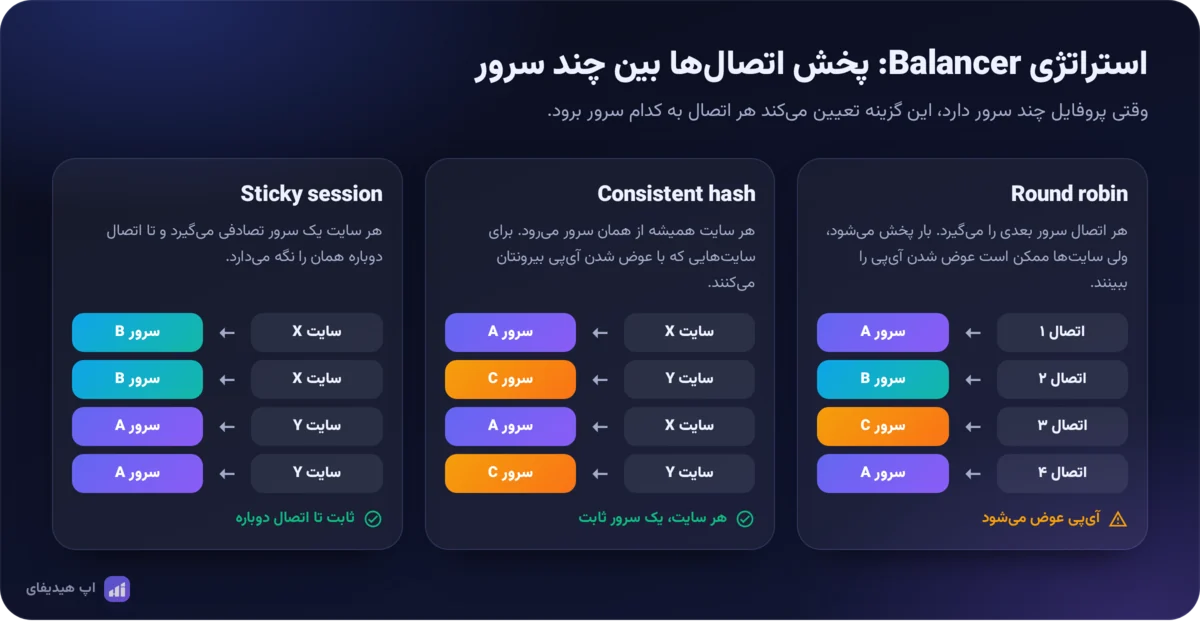 استراتژی Balancer: پخش اتصال‌ها بین چند سرور
وقتی پروفایل چند سرور دارد، این گزینه تعیین می‌کند هر اتصال به کدام سرور برود.
Round robin
هر اتصال سرور بعدی را می‌گیرد. بار پخش می‌شود،
ولی سایت‌ها ممکن است عوض شدن آی‌پی را
ببینند.
اتصال ۱ ← سرور A
اتصال ۲ ← سرور B
اتصال ۳ ← سرور C
اتصال ۴ ← سرور A
آی‌پی عوض می‌شود
Consistent hash
هر سایت همیشه از همان سرور می‌رود. برای
سایت‌هایی که با عوض شدن آی‌پی بیرونتان
می‌کنند.
سایت X ← سرور A
سایت Y ← سرور C
سایت X ← سرور A
سایت Y ← سرور C
هر سایت، یک سرور ثابت
Sticky session
هر سایت یک سرور تصادفی می‌گیرد و تا اتصال
دوباره همان را نگه می‌دارد.
سایت X ← سرور B
سایت X ← سرور B
سایت Y ← سرور A
سایت Y ← سرور A
ثابت تا اتصال دوباره
اپ هیدیفای